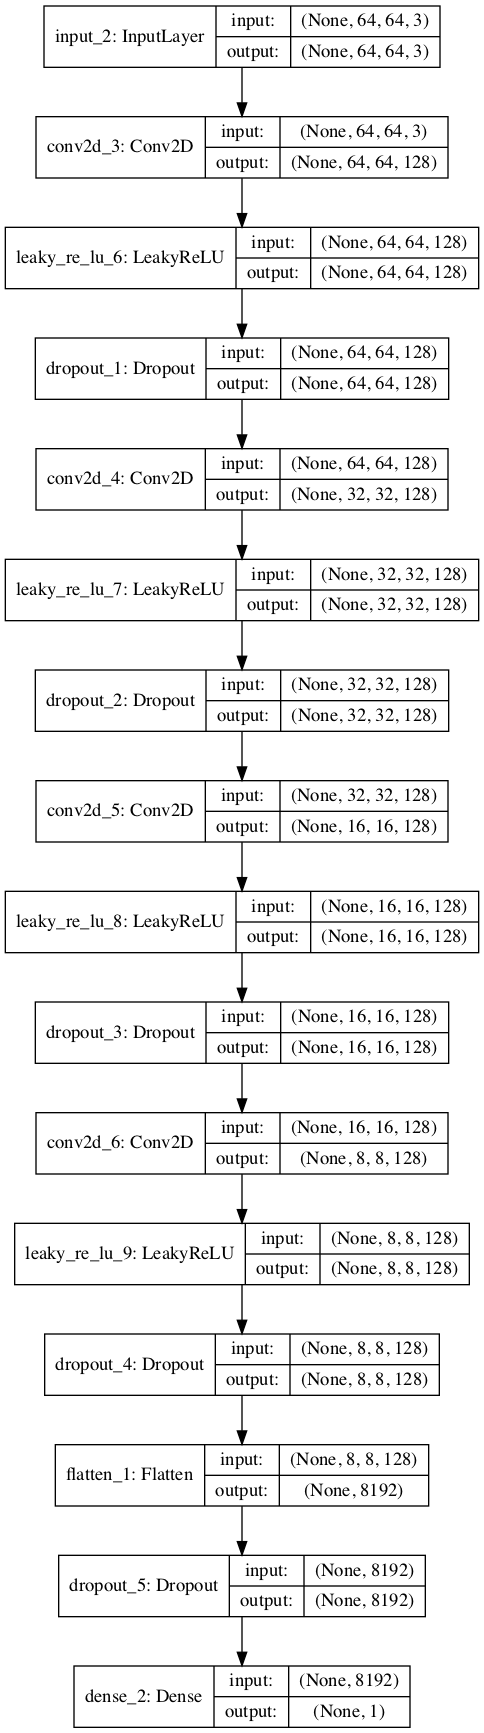 input_2: InputLayer
input:
(None, 64, 64, 3)
output:
(None, 64, 64, 3)
conv2d_3: Conv2D
input:
(None, 64, 64, 3)
output:
(None, 64, 64, 128)
leaky_re_lu_6: LeakyReLU
input:
(None, 64, 64, 128)
output:
(None, 64, 64, 128)
dropout_1: Dropout
input:
(None, 64, 64, 128)
output:
(None, 64, 64, 128)
conv2d_4: Conv2D
input:
(None, 64, 64, 128)
output:
(None, 32, 32, 128)
leaky_re_lu_7: LeakyReLU
input:
(None, 32, 32, 128)
output:
(None, 32, 32, 128)
dropout_2: Dropout
input:
(None, 32, 32, 128)
output:
(None, 32, 32, 128)
conv2d_5: Conv2D
input:
(None, 32, 32, 128)
output:
(None, 16, 16, 128)
leaky_re_lu_8: LeakyReLU
input:
(None, 16, 16, 128)
output:
(None, 16, 16, 128)
dropout_3: Dropout
input:
(None, 16, 16, 128)
output:
(None, 16, 16, 128)
conv2d_6: Conv2D
input:
(None, 16, 16, 128)
output:
(None, 8, 8, 128)
leaky_re_lu_9: LeakyReLU
input:
(None, 8, 8, 128)
output:
(None, 8, 8, 128)
dropout_4: Dropout
input:
(None, 8, 8, 128)
output:
(None, 8, 8, 128)
flatten_1: Flatten
input:
(None, 8, 8, 128)
output:
(None, 8192)
dropout_5: Dropout
input:
(None, 8192)
output:
(None, 8192)
dense_2: Dense
input:
(None, 8192)
output:
(None, 1)